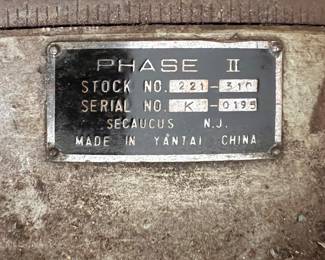 PHASE II
STOCK NO. 221-310
SERIAL NO. K-0195
SECAUCUS N.J.
MADE IN YANTAI CHINA